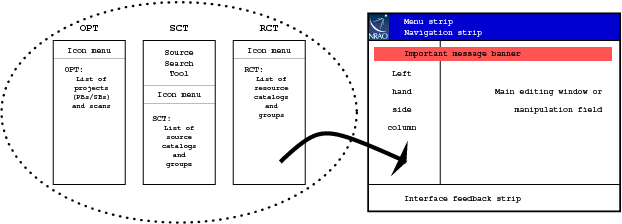 OPT
Icon menu
OPT:
List of
projects
(PBs/SBs)
and scans
SCT
Source
Search
Tool
Icon menu
SCT:
List of
source
catalogs
and
groups
RCT
Icon menu
RCT:
List of
resource
catalogs
and
groups
NRAO
Menu strip
Navigation strip
Important message banner
Left
hand
side
column
Main editing window or
manipulation field
Interface feedback strip